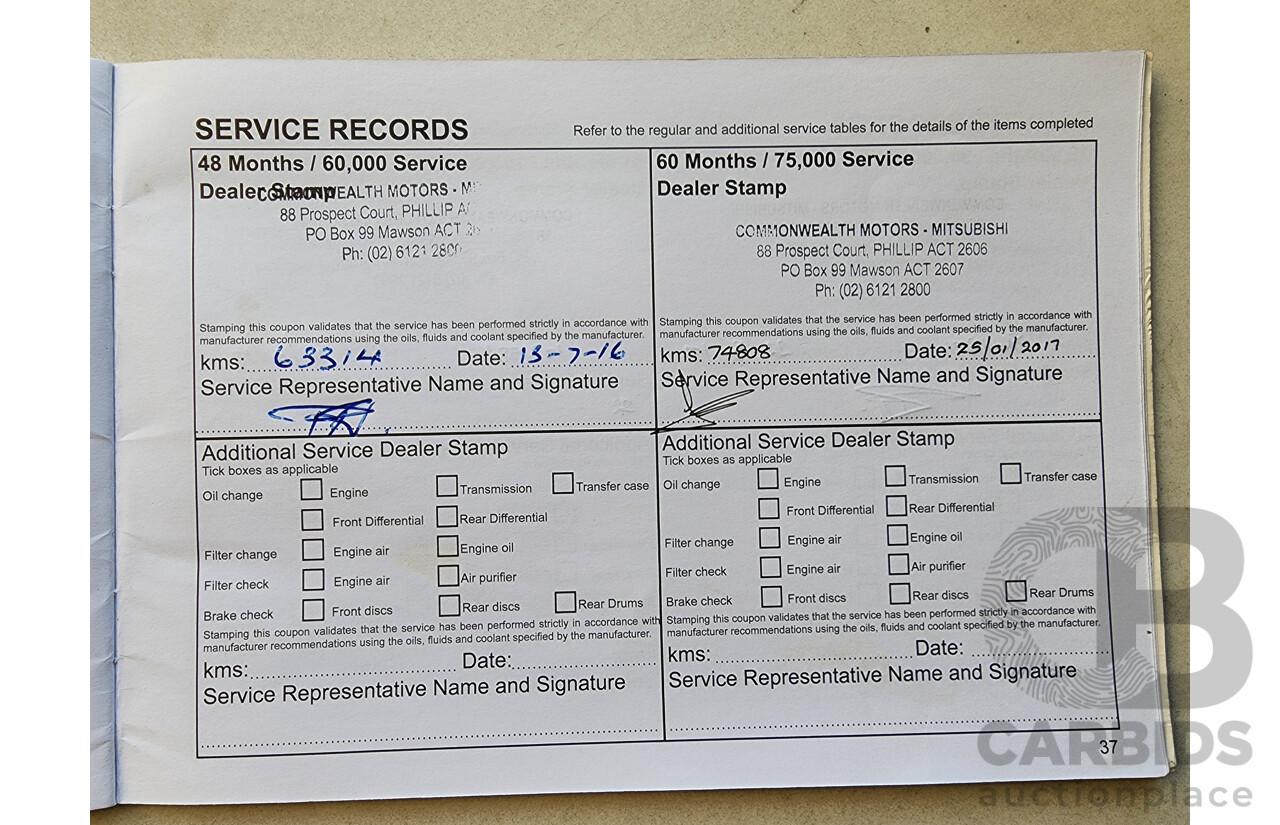 SERVICE RECORDS
Refer to the regular and additional service tables for the details of the items completed
48 Months / 60,000 Service
Dealer Stamp
COMMONWEALTH MOTORS - M
88 Prospect Court, PHILLIP A
PO Box 99 Mawson ACT
Ph: (02) 6121 2800
Stamping this coupon validates that the service has been performed strictly in accordance with
manufacturer recommendations using the oils, fluids and coolant specified by the manufacturer.
kms: 63314 Date: 13-7-16
Service Representative Name and Signature
Additional Service Dealer Stamp
Tick boxes as applicable
Oil change Engine Transmission Transfer case
Front Differential Rear Differential
Filter change Engine air Engine oil
Filter check Engine air Air purifier
Brake check Front discs Rear discs Rear Drums
Stamping this coupon validates that the service has been performed strictly in accordance with
manufacturer recommendations using the oils, fluids and coolant specified by the manufacturer.
kms: Date:
Service Representative Name and Signature
60 Months / 75,000 Service
Dealer Stamp
COMMONWEALTH MOTORS - MITSUBISHI
88 Prospect Court, PHILLIP ACT 2606
PO Box 99 Mawson ACT 2607
Ph: (02) 6121 2800
Stamping this coupon validates that the service has been performed strictly in accordance with
manufacturer recommendations using the oils, fluids and coolant specified by the manufacturer.
kms: 74808 Date: 25/01/2017
Service Representative Name and Signature
Additional Service Dealer Stamp
Tick boxes as applicable
Oil change Engine Transmission Transfer case
Front Differential Rear Differential
Filter change Engine air Engine oil
Filter check Engine air Air purifier
Brake check Front discs Rear discs Rear Drums
Stamping this coupon validates that the service has been performed strictly in accordance with
manufacturer recommendations using the oils, fluids and coolant specified by the manufacturer.
kms: Date:
Service Representative Name and Signature
37
CB
CARBIDS
auctionplace